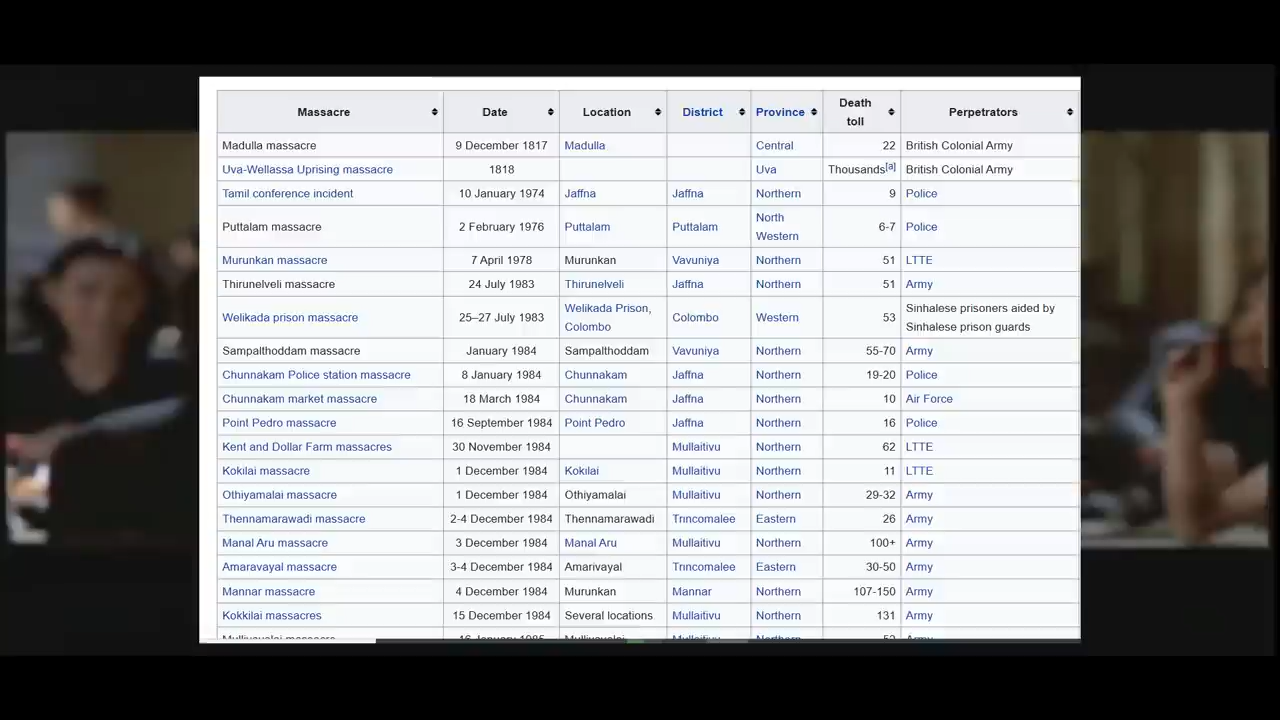 Massacre Date Location District Province Death toll Perpetrators
Madulla massacre 9 December 1817 Madulla Central 22 British Colonial Army
Uva-Wellassa Uprising massacre 1818 Uva Thousands[a] British Colonial Army
Tamil conference incident 10 January 1974 Jaffna Jaffna Northern 9 Police
Puttalam massacre 2 February 1976 Puttalam Puttalam North Western 6-7 Police
Murunkan massacre 7 April 1978 Murunkan Vavuniya Northern 51 LTTE
Thirunelveli massacre 24 July 1983 Thirunelveli Jaffna Northern 51 Army
Welikada prison massacre 25–27 July 1983 Welikada Prison, Colombo Colombo Western 53 Sinhalese prisoners aided by Sinhalese prison guards
Sampalthoddam massacre January 1984 Sampalthoddam Vavuniya Northern 55-70 Army
Chunnakam Police station massacre 8 January 1984 Chunnakam Jaffna Northern 19-20 Police
Chunnakam market massacre 18 March 1984 Chunnakam Jaffna Northern 10 Air Force
Point Pedro massacre 16 September 1984 Point Pedro Jaffna Northern 16 Police
Kent and Dollar Farm massacres 30 November 1984 Mullaitivu Northern 62 LTTE
Kokilai massacre 1 December 1984 Kokilai Mullaitivu Northern 11 LTTE
Othiyamalai massacre 1 December 1984 Othiyamalai Mullaitivu Northern 29-32 Army
Thennamarawadi massacre 2-4 December 1984 Thennamarawadi Trincomalee Eastern 26 Army
Manal Aru massacre 3 December 1984 Manal Aru Mullaitivu Northern 100+ Army
Amaravayal massacre 3-4 December 1984 Amarivayal Trincomalee Eastern 30-50 Army
Mannar massacre 4 December 1984 Murunkan Mannar Northern 107-150 Army
Kokkilai massacres 15 December 1984 Several locations Mullaitivu Northern 131 Army